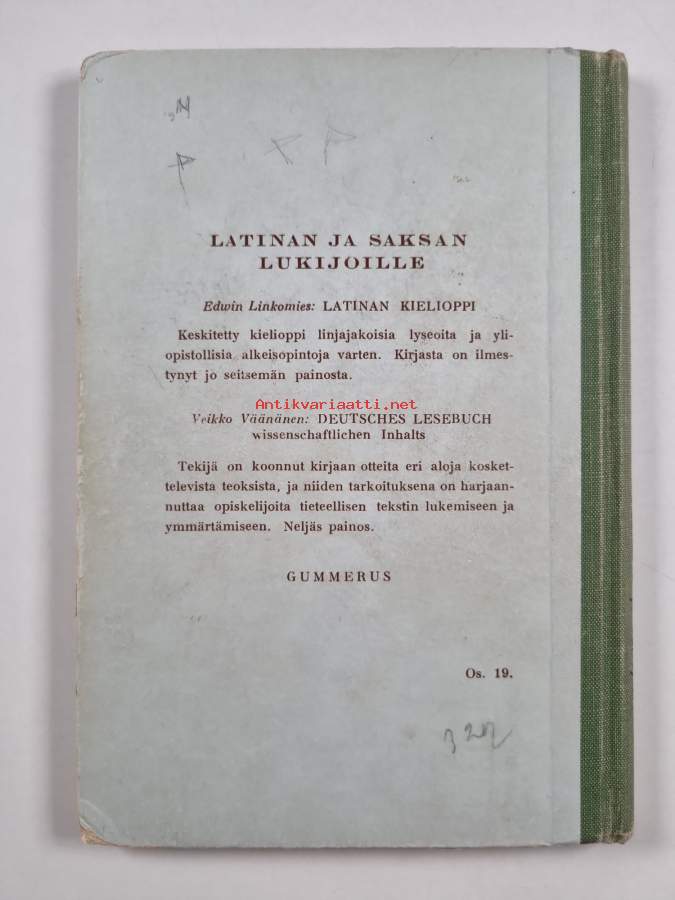 LATINAN JA SAKSAN
LUKIJOILLE
Edwin Linkomies: LATINAN KIELIOPPI
Keskitetty kielioppi linjajakoisia lyseoita ja yli-
opistollisia alkeisopintoja varten. Kirjasta on ilmes-
tynyt jo seitsemän painosta.
Antikvariaatti.net
Veikko Väänänen: DEUTSCHES LESEBUCH
wissenschaftlichen Inhalts
Tekijä on koonnut kirjaan otteita eri aloja kosket-
televista teoksista, ja niiden tarkoituksena on harjaan-
nuttaa opiskelijoita tieteellisen tekstin lukemiseen ja
ymmärtämiseen. Neljäs painos.
GUMMERUS
Os. 19.